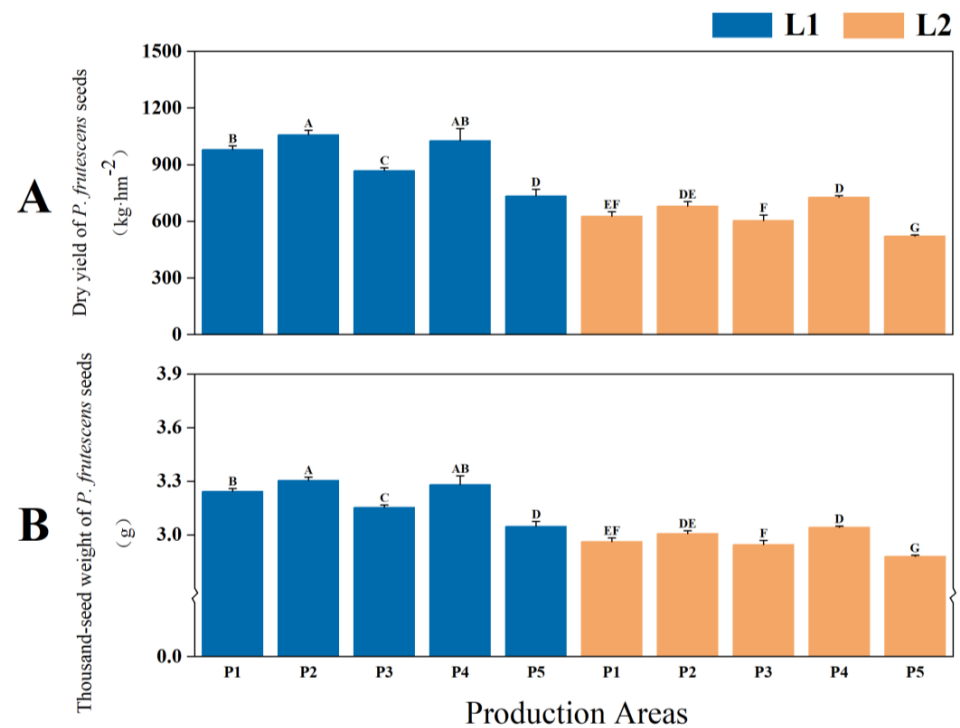 L1 L2
A
Dry yield of P. frutescens seeds
（kg·hm-2）
1500
1200
900
600
300
0
B A C AB D EF DE F D G
B
Thousand-seed weight of P. frutescens seeds
（g）
3.9
3.6
3.3
3.0
0.0
B A C AB D EF DE F D G
P1 P2 P3 P4 P5 P1 P2 P3 P4 P5
Production Areas